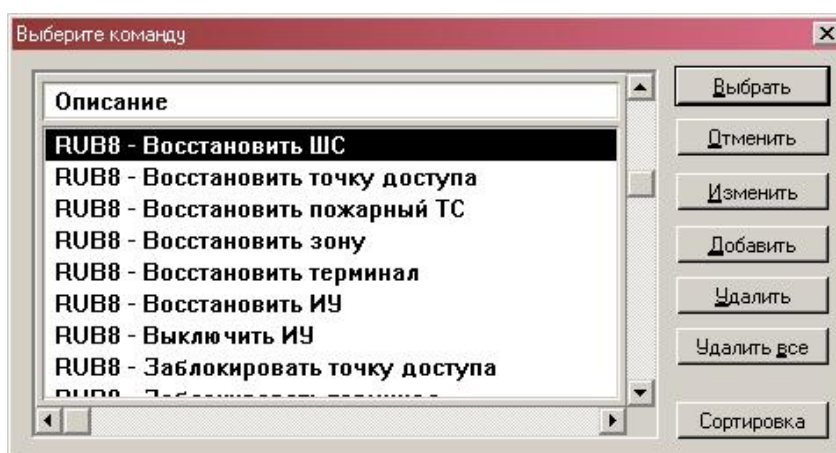 Выберите команду
Описание
RUB8 - Восстановить ШС
RUB8 - Восстановить точку доступа
RUB8 - Восстановить пожарный ТС
RUB8 - Восстановить зону
RUB8 - Восстановить терминал
RUB8 - Восстановить ИУ
RUB8 - Выключить ИУ
RUB8 - Заблокировать точку доступа
Выбрать
Отменить
Изменить
Добавить
Удалить
Удалить все
Сортировка